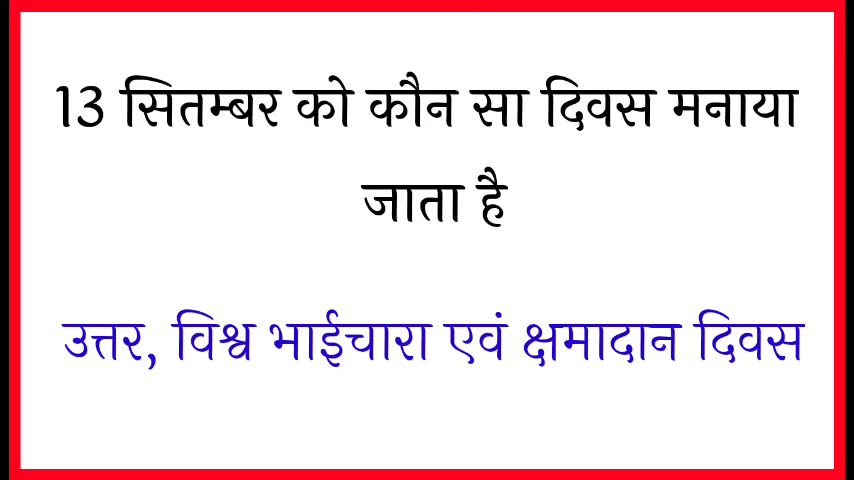 13 सितम्बर को कौन सा दिवस मनाया
जाता है
उत्तर, विश्व भाईचारा एवं क्षमादान दिवस